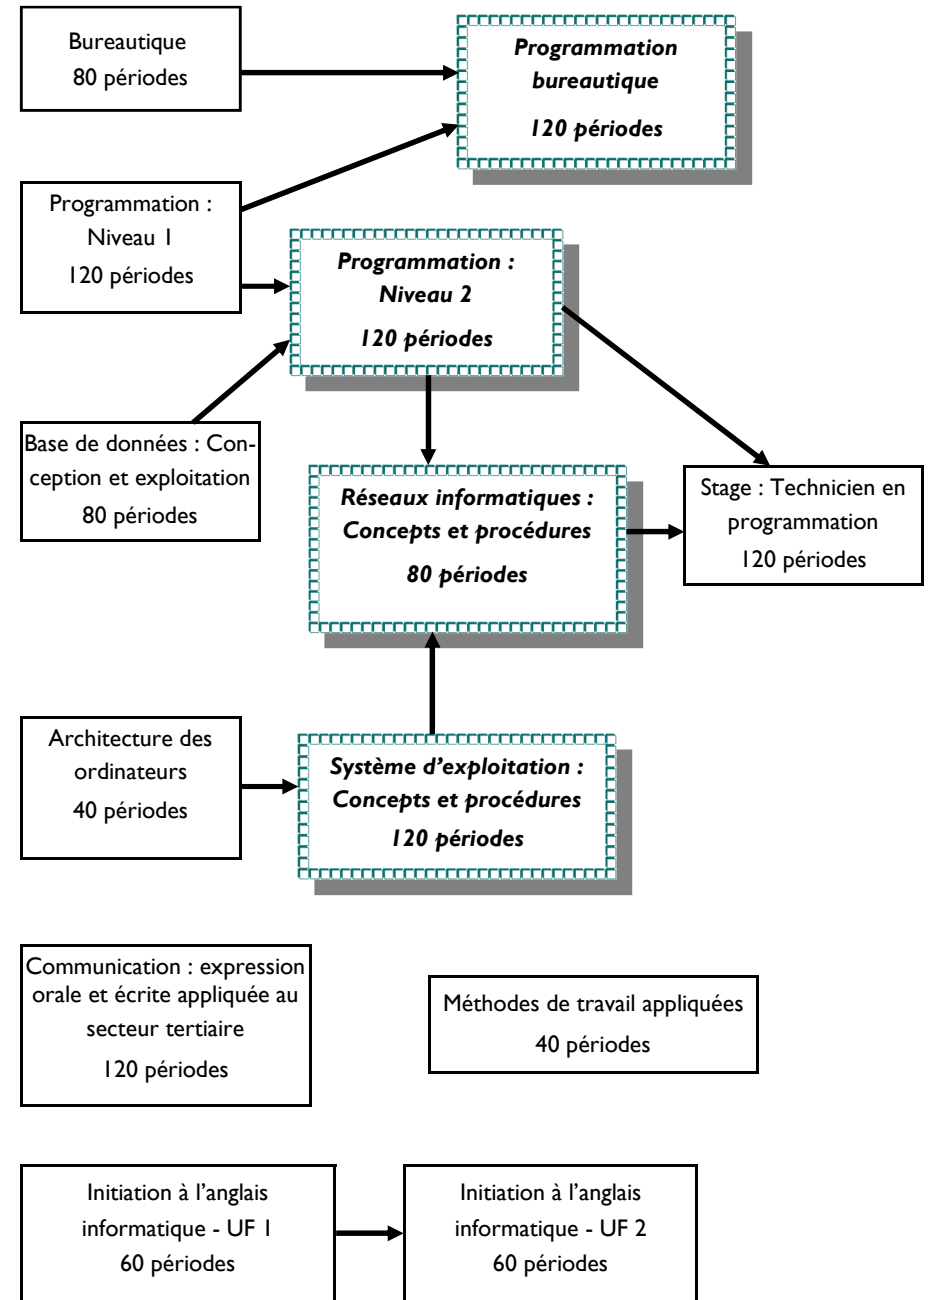 Bureautique
80 périodes
Programmation
bureautique
120 périodes
Programmation :
Niveau 1
120 périodes
Programmation :
Niveau 2
120 périodes
Base de données : Con-
ception et exploitation
80 périodes
Réseaux informatiques :
Concepts et procédures
80 périodes
Stage : Technicien en
programmation
120 périodes
Architecture des
ordinateurs
40 périodes
Système d’exploitation :
Concepts et procédures
120 périodes
Communication : expression
orale et écrite appliquée au
secteur tertiaire
120 périodes
Méthodes de travail appliquées
40 périodes
Initiation à l’anglais
informatique - UF 1
60 périodes
Initiation à l’anglais
informatique - UF 2
60 périodes